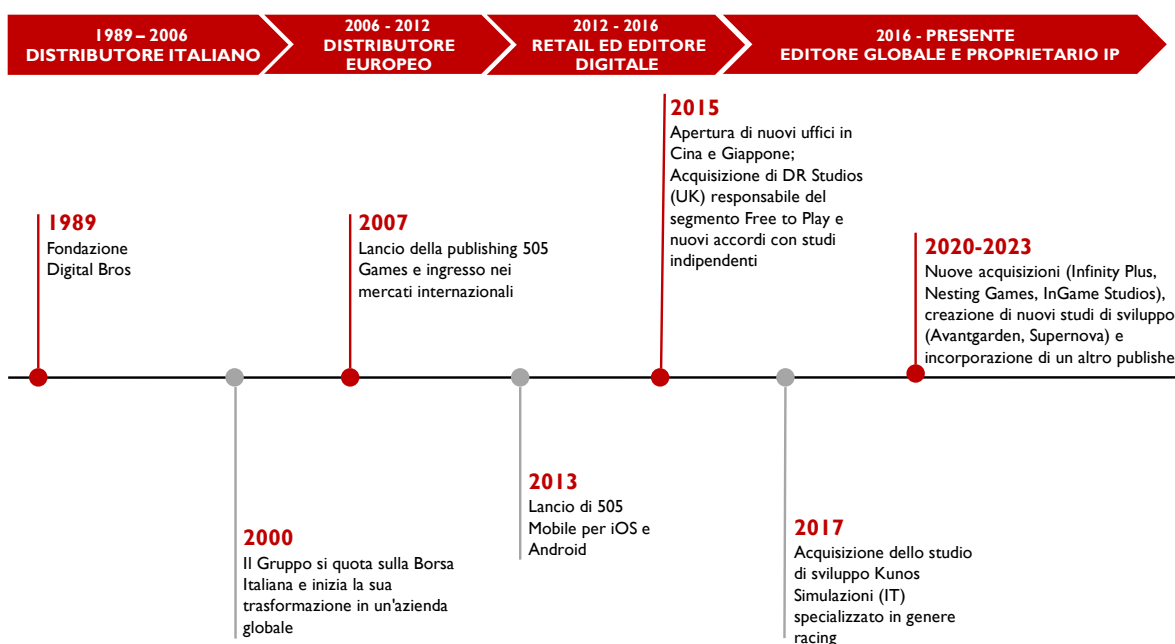 1989 – 2006
DISTRIBUTORE ITALIANO
2006 - 2012
DISTRIBUTORE
EUROPEO
2012 - 2016
RETAIL ED EDITORE
DIGITALE
2016 - PRESENTE
EDITORE GLOBALE E PROPRIETARIO IP
1989
Fondazione
Digital Bros
2007
Lancio della publishing 505
Games e ingresso nei
mercati internazionali
2015
Apertura di nuovi uffici in
Cina e Giappone;
Acquisizione di DR Studios
(UK) responsabile del
segmento Free to Play e
nuovi accordi con studi
indipendenti
2020-2023
Nuove acquisizioni (Infinity Plus,
Nesting Games, InGame Studios),
creazione di nuovi studi di sviluppo
(Avantgarden, Supernova) e
incorporazione di un altro publishe
2000
Il Gruppo si quota sulla Borsa
Italiana e inizia la sua
trasformazione in un'azienda
globale
2013
Lancio di 505
Mobile per iOS e
Android
2017
Acquisizione dello studio
di sviluppo Kunos
Simulazioni (IT)
specializzato in genere
racing